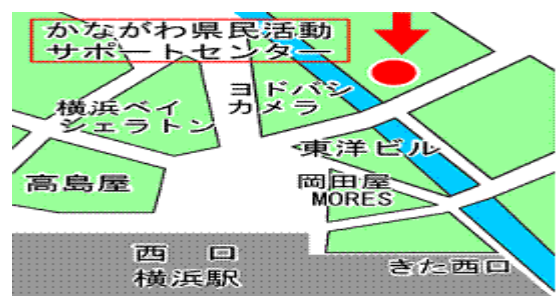 かながわ県民活動
サポートセンター
ヨドバシ
カメラ
横浜ベイ
シェラトン
東洋ビル
高島屋
岡田屋
MORES
西　口
横浜駅
きた西口